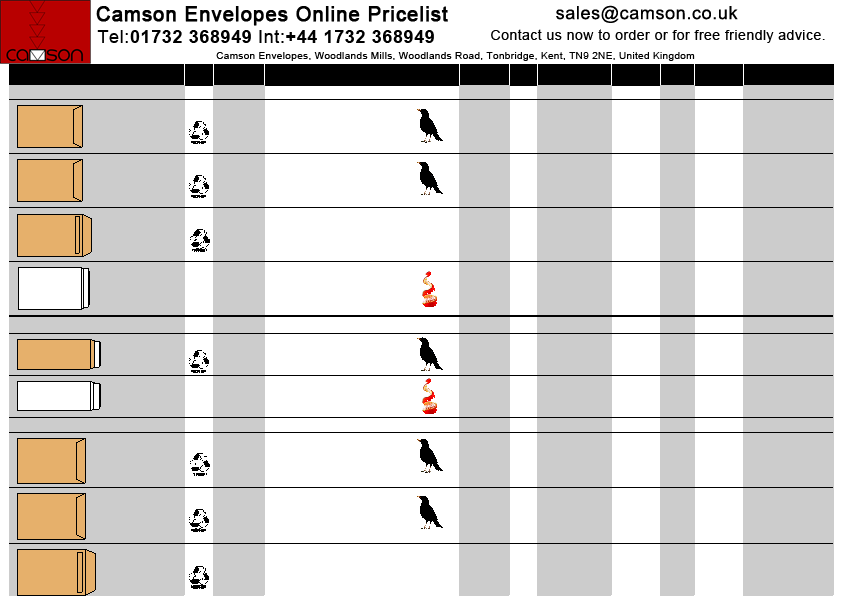 Camson Envelopes Online Pricelist
sales@camson.co.uk
Tel:01732 368949 Int:+44 1732 368949
Contact us now to order or for free friendly advice.
camson
Camson Envelopes, Woodlands Mills, Woodlands Road, Tonbridge, Kent, TN9 2NE, United Kingdom